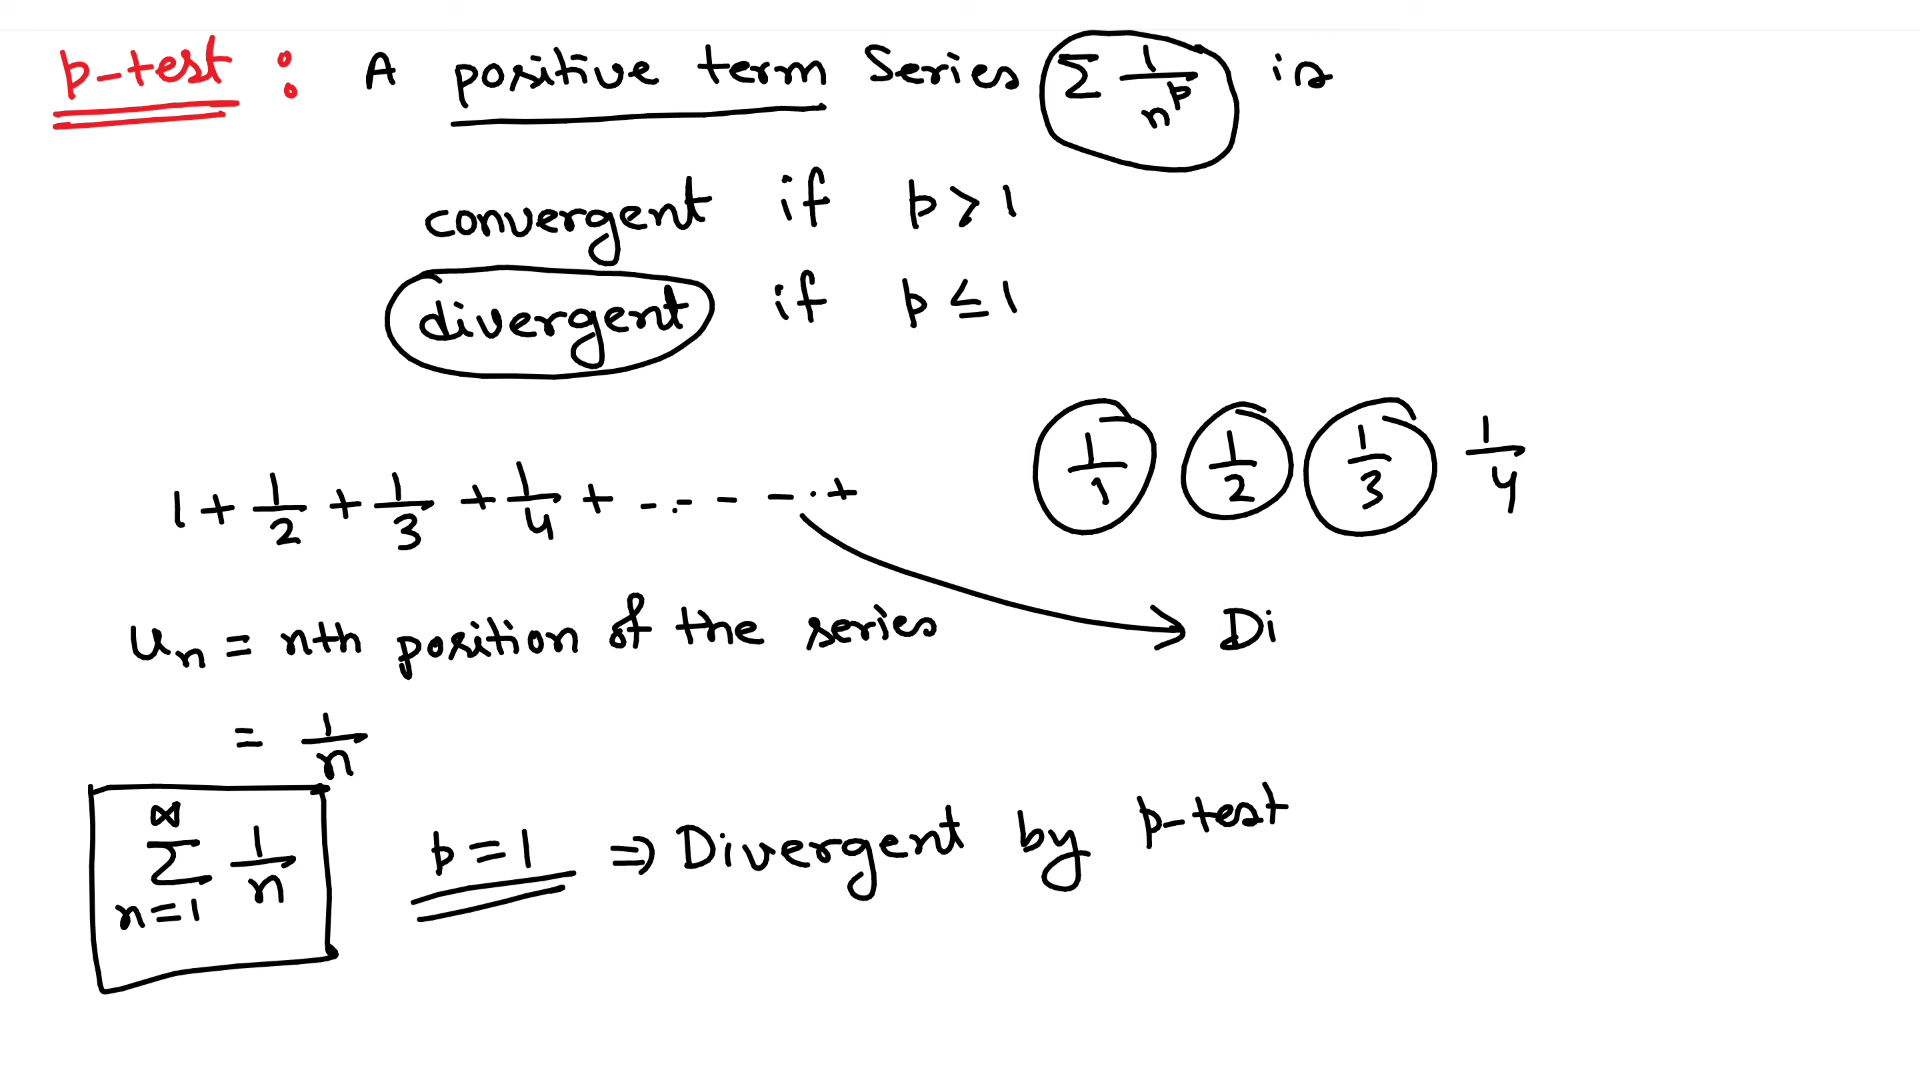 p-test : A positive term Series Σ 1/n^p is
convergent if p > 1
divergent if p ≤ 1
1/1 1/2 1/3 1/4
1 + 1/2 + 1/3 + 1/4 + ------ +
→ Di
u_n = nth position of the series
= 1/n
∞ Σ n=1 1/n p = 1 ⇒ Divergent by p-test